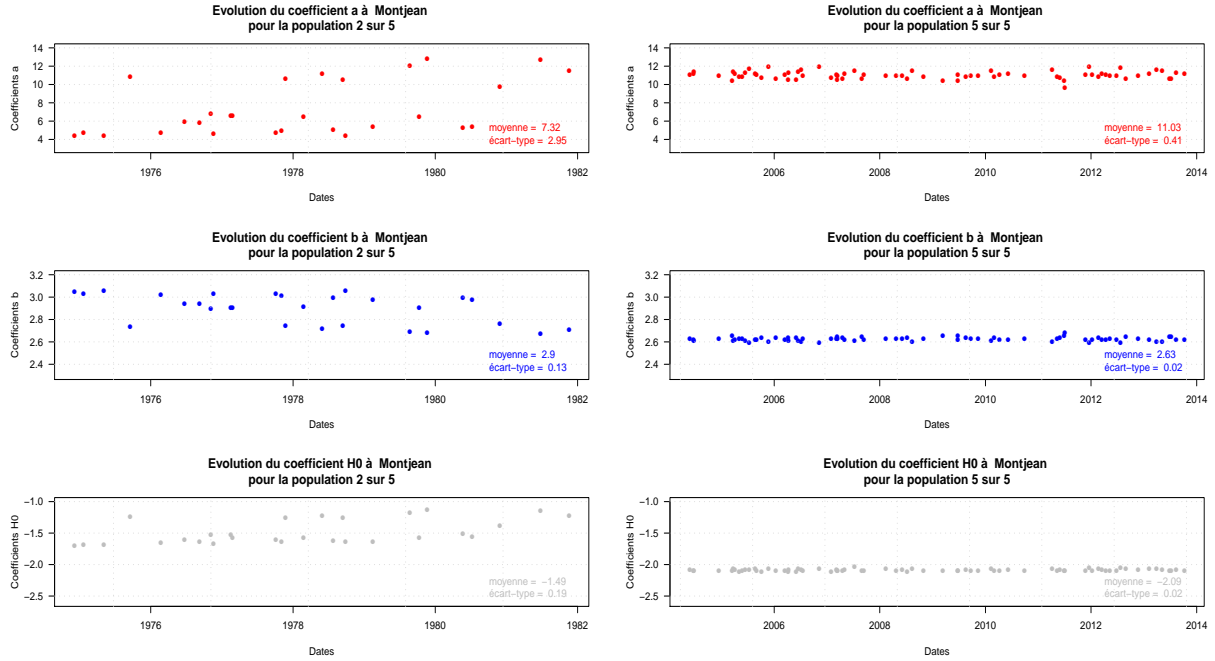 Evolution du coefficient a à Montjean
pour la population 2 sur 5
Coefficients a
14
12
10
8
6
4
moyenne = 7.32
écart−type = 2.95
1976
1978
1980
1982
Dates
Evolution du coefficient a à Montjean
pour la population 5 sur 5
Coefficients a
14
12
10
8
6
4
moyenne = 11.03
écart−type = 0.41
2006
2008
2010
2012
2014
Dates
Evolution du coefficient b à Montjean
pour la population 2 sur 5
Coefficients b
3.2
3.0
2.8
2.6
2.4
moyenne = 2.9
écart−type = 0.13
1976
1978
1980
1982
Dates
Evolution du coefficient b à Montjean
pour la population 5 sur 5
Coefficients b
3.2
3.0
2.8
2.6
2.4
moyenne = 2.63
écart−type = 0.02
2006
2008
2010
2012
2014
Dates
Evolution du coefficient H0 à Montjean
pour la population 2 sur 5
Coefficients H0
−1.0
−1.5
−2.0
−2.5
moyenne = −1.49
écart−type = 0.19
1976
1978
1980
1982
Dates
Evolution du coefficient H0 à Montjean
pour la population 5 sur 5
Coefficients H0
−1.0
−1.5
−2.0
−2.5
moyenne = −2.09
écart−type = 0.02
2006
2008
2010
2012
2014
Dates